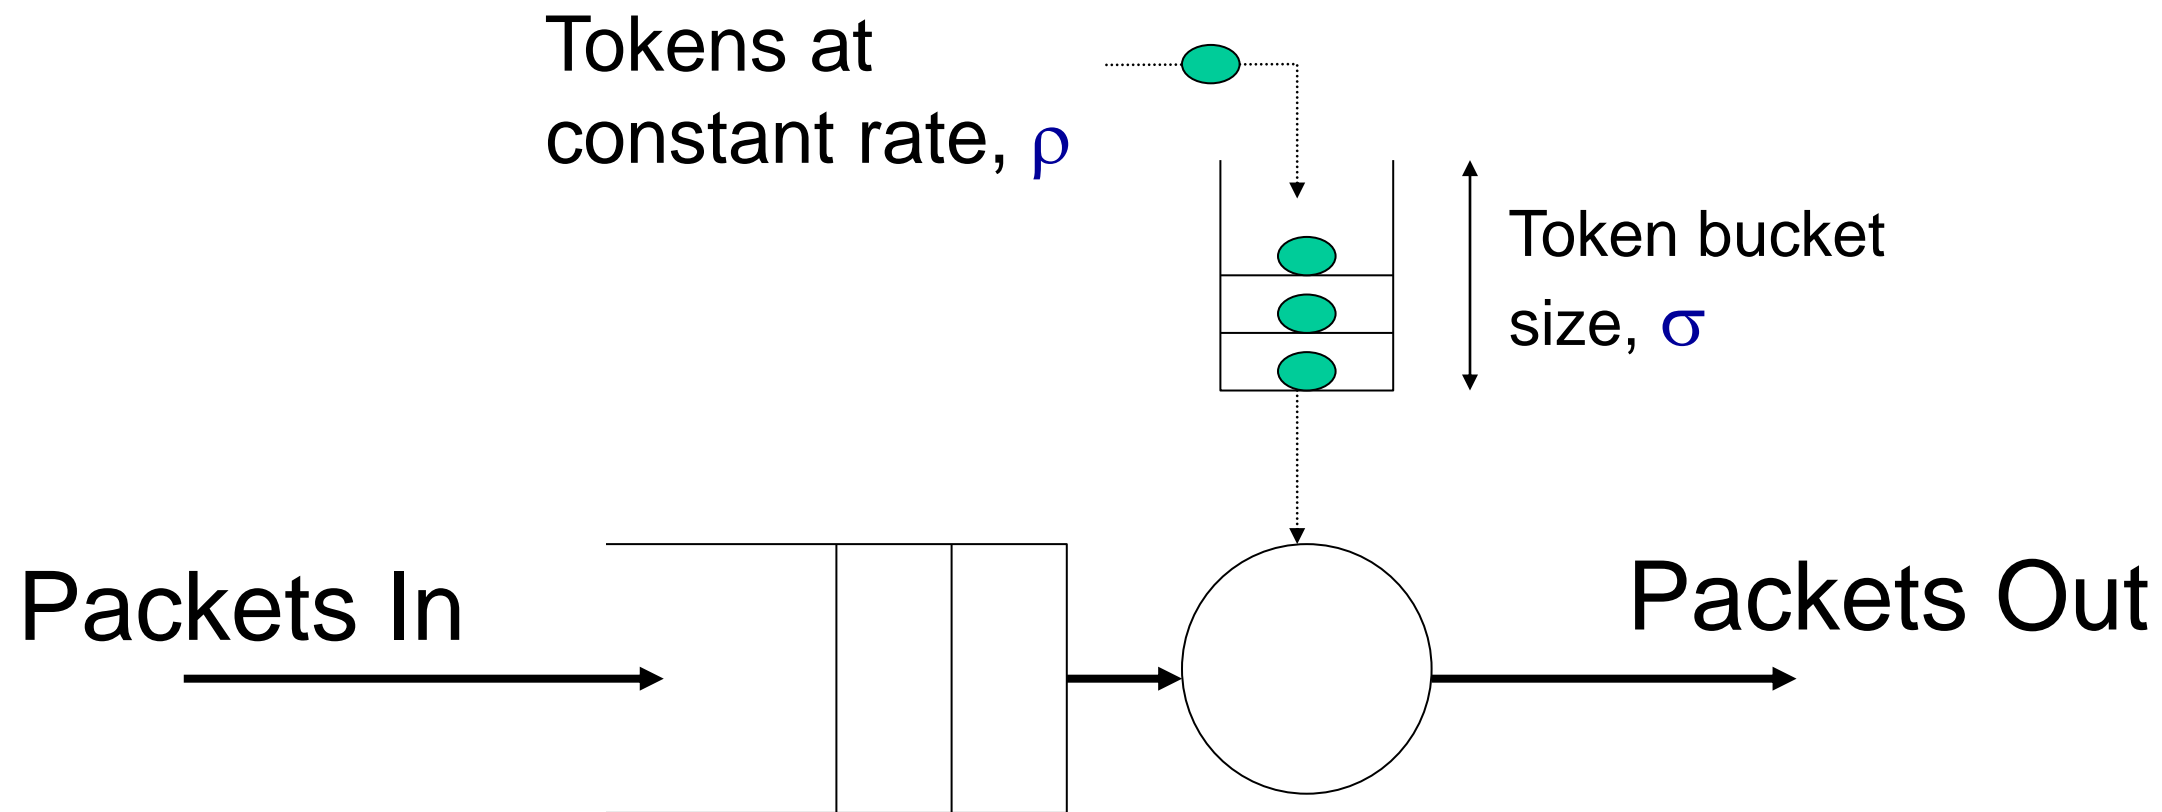 Tokens at
constant rate, ρ
Token bucket
size, σ
Packets In
Packets Out